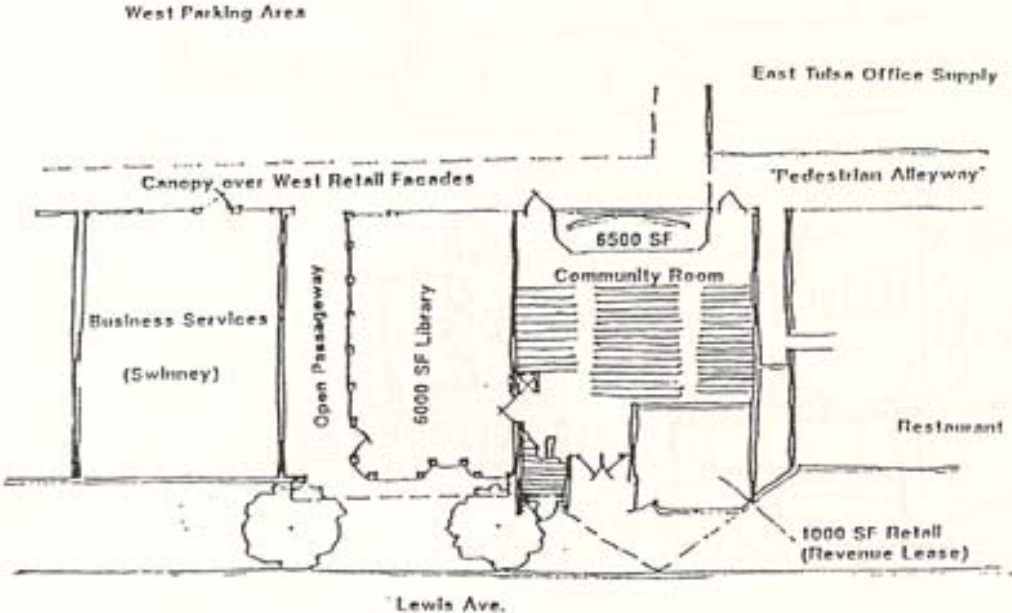 West Parking Area
East Tulsa Office Supply
Canopy over West Retail Facades
"Pedestrian Alleyway"
6500 SF
Community Room
Business Services
(Swinney)
Open Passageway
6000 SF Library
Restaurant
1000 SF Retail
(Revenue Lease)
Lewis Ave.